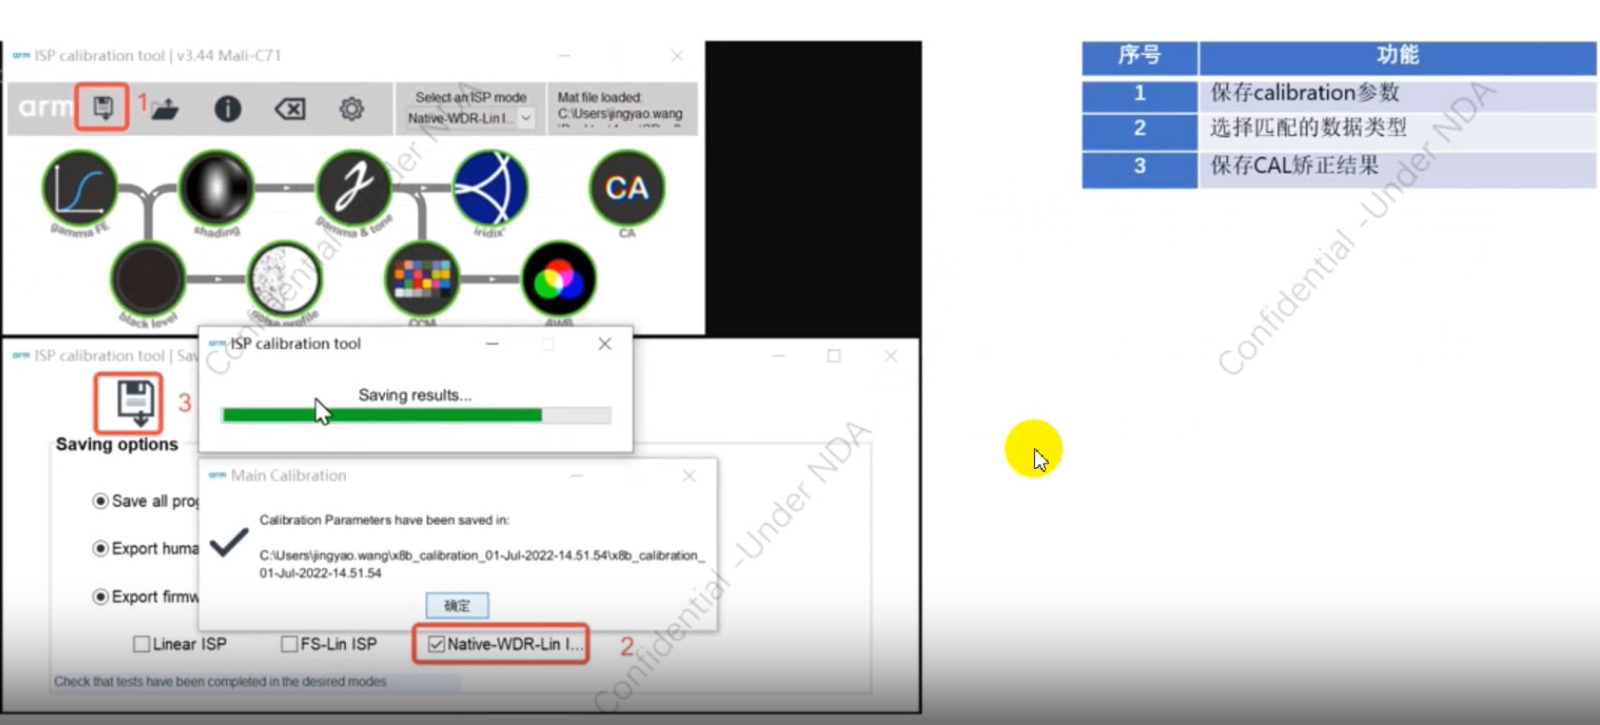 arm ISP calibration tool | v3.44 Mali-C71
arm
1
Select an ISP mode
Native-WDR-Lin I...
Mat file loaded:
C:\Users\jingyao.wang
gamma FE
shading
gamma & tone
iridix
CA
CA
black level
noise profile
CCM
AWB
arm ISP calibration tool | Sav
3
arm ISP calibration tool
Saving results...
Saving options
Save all prog
Export huma
Export firmw
arm Main Calibration
Calibration Parameters have been saved in:
C:\Users\jingyao.wang\x8b_calibration_01-Jul-2022-14.51.54\x8b_calibration_
01-Jul-2022-14.51.54
确定
Linear ISP
FS-Lin ISP
Native-WDR-Lin I...
2
Check that tests have been completed in the desired modes
序号 功能
1 保存calibration参数
2 选择匹配的数据类型
3 保存CAL矫正结果
Confidential -Under NDA
Confidential -Under NDA
Confidential -Under NDA